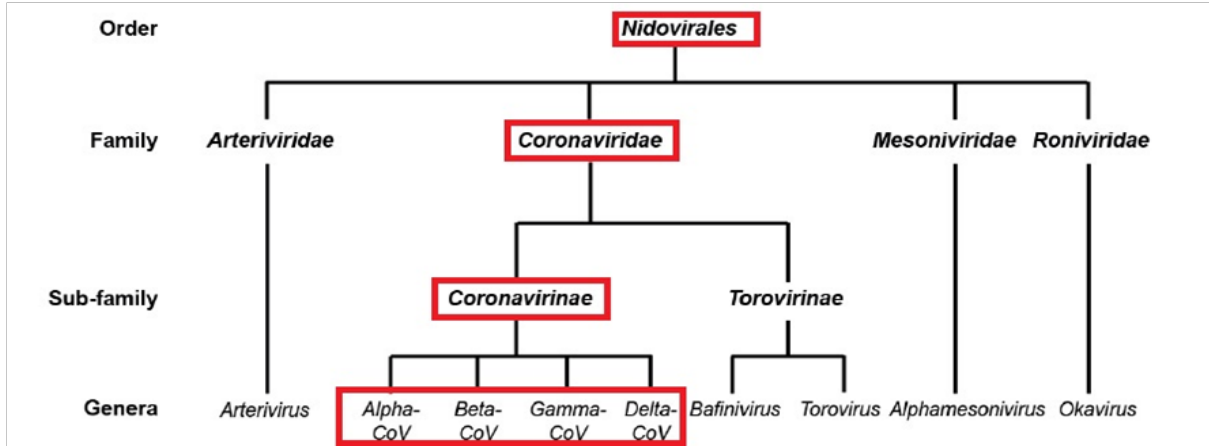 Order Nidovirales
Family Arteriviridae Coronaviridae Mesoniviridae Roniviridae
Sub-family Coronavirinae Torovirinae
Genera Arterivirus Alpha- Beta- Gamma- Delta- Bafinivirus Torovirus Alphamesonivirus Okavirus
CoV CoV CoV CoV